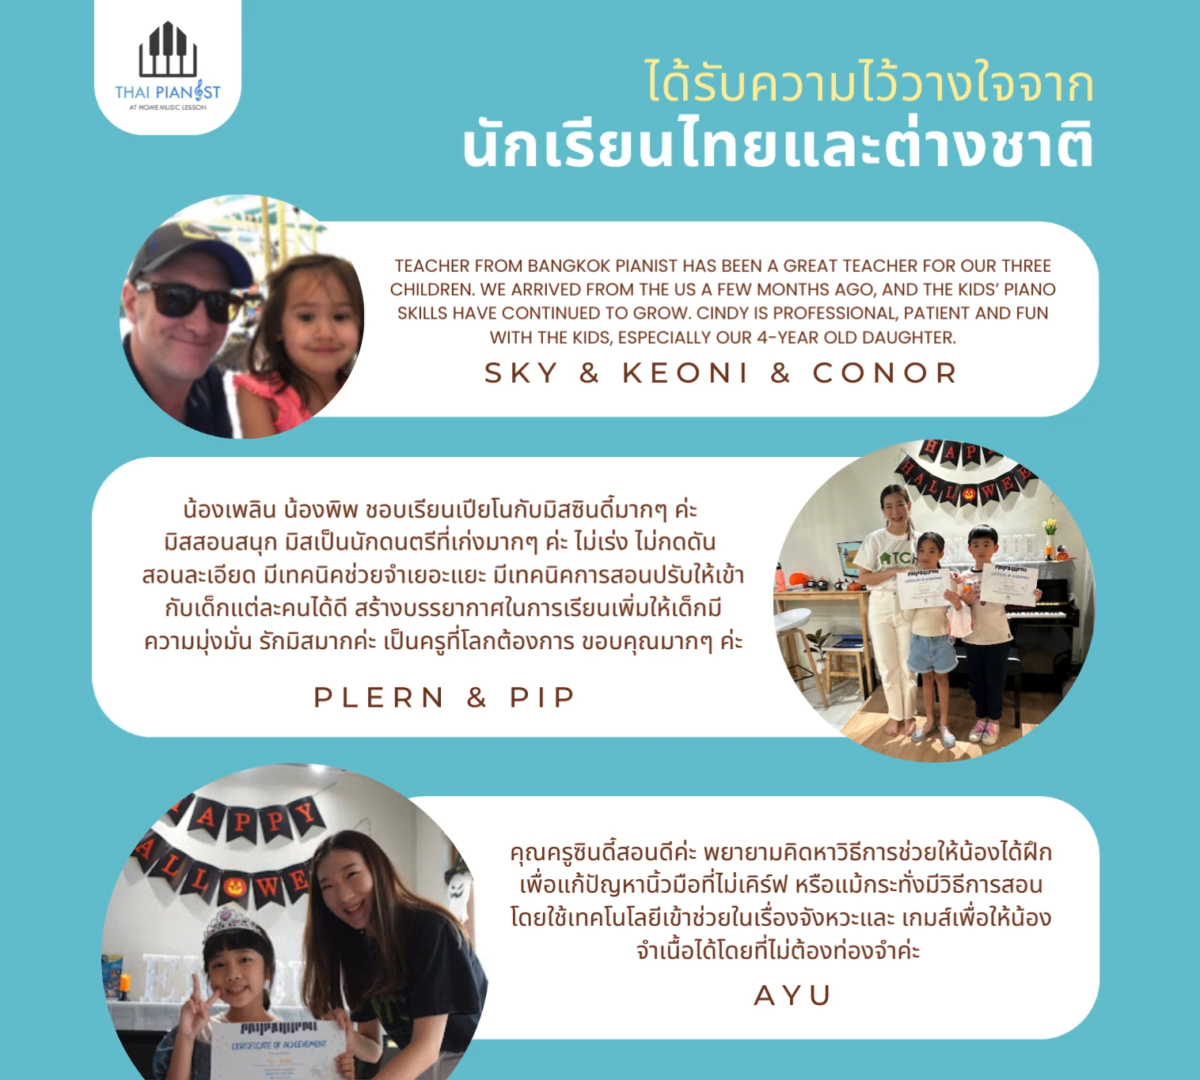 THAI PIANIST
AT HOME MUSIC LESSON
ได้รับความไว้วางใจจาก
นักเรียนไทยและต่างชาติ
TEACHER FROM BANGKOK PIANIST HAS BEEN A GREAT TEACHER FOR OUR THREE
CHILDREN. WE ARRIVED FROM THE US A FEW MONTHS AGO, AND THE KIDS’ PIANO
SKILLS HAVE CONTINUED TO GROW. CINDY IS PROFESSIONAL, PATIENT AND FUN
WITH THE KIDS, ESPECIALLY OUR 4-YEAR OLD DAUGHTER.
SKY & KEONI & CONOR
น้องเพลิน น้องพิพ ชอบเรียนเปียโนกับมิสซินดี้มากๆ ค่ะ
มิสสอนสนุก มิสเป็นนักดนตรีที่เก่งมากๆ ค่ะ ไม่เร่ง ไม่กดดัน
สอนละเอียด มีเทคนิคช่วยจำเยอะแยะ มีเทคนิคการสอนปรับให้เข้า
กับเด็กแต่ละคนได้ดี สร้างบรรยากาศในการเรียนเพิ่มให้เด็กมี
ความมุ่งมั่น รักมิสมากค่ะ เป็นครูที่โลกต้องการ ขอบคุณมากๆ ค่ะ
PLERN & PIP
HAPP
HALLOWEE
CERTIFICATE OF ACHIEVEMENT
APPY
ALLOWE
CERTIFICATE OF ACHIEVEMENT
คุณครูซินดี้สอนดีค่ะ พยายามคิดหาวิธีการช่วยให้น้องได้ฝึก
เพื่อแก้ปัญหานิ้วมือที่ไม่เคิร์ฟ หรือแม้กระทั่งมีวิธีการสอน
โดยใช้เทคโนโลยีเข้าช่วยในเรื่องจังหวะและ เกมส์เพื่อให้น้อง
จำเนื้อได้โดยที่ไม่ต้องท่องจำค่ะ
AYU